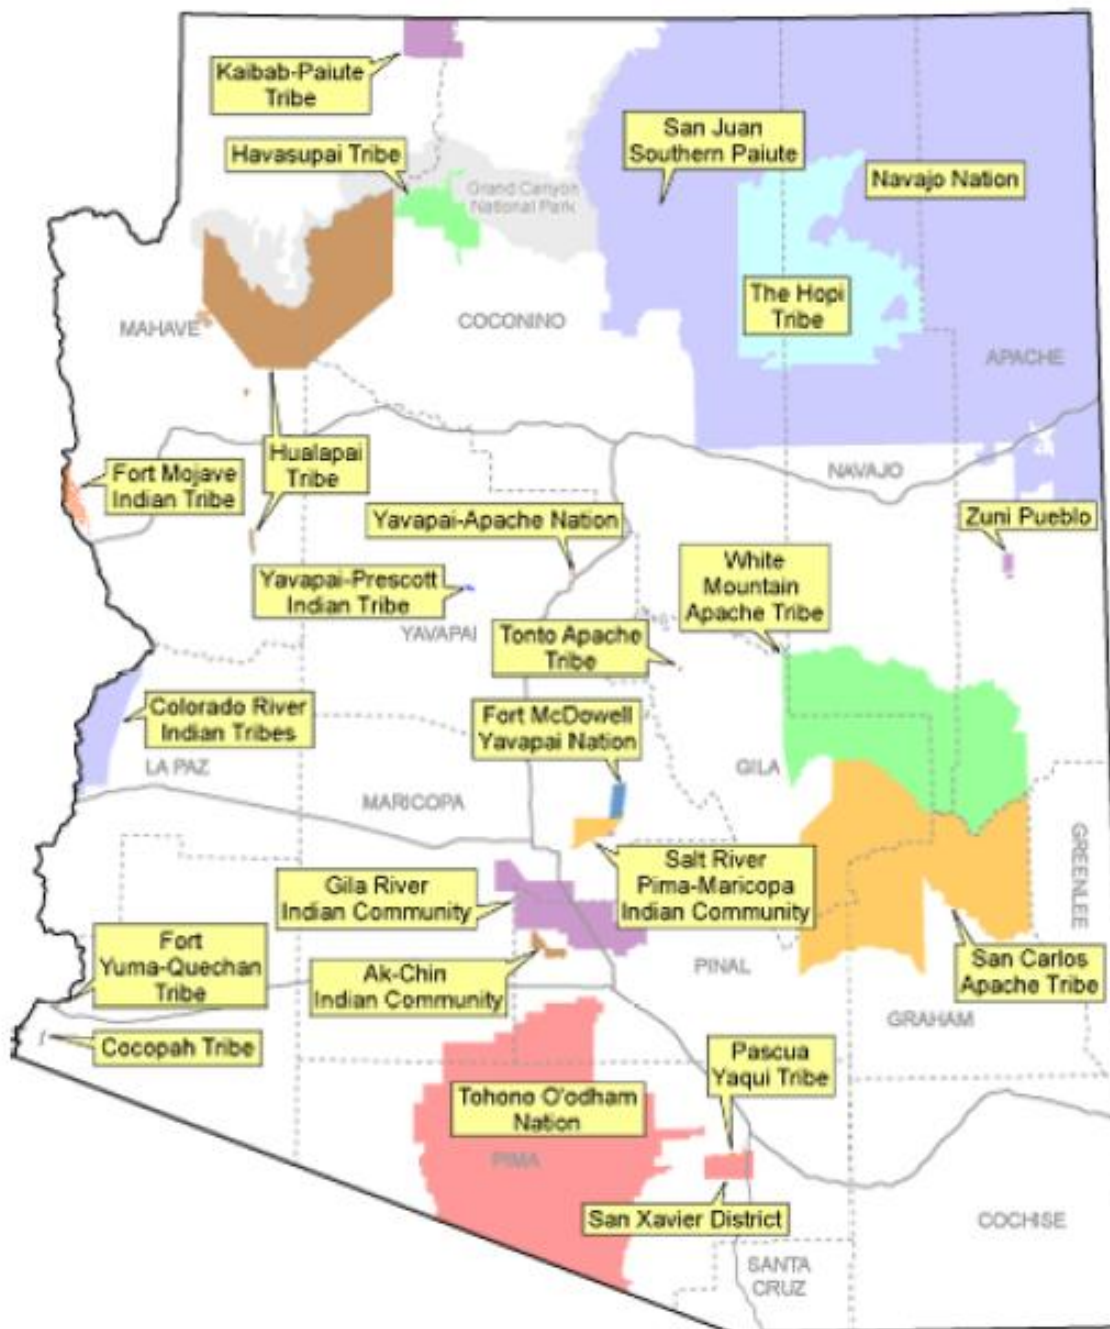 Kaibab-Paiute
Tribe
Havasupai Tribe
Grand Canyon
National Park
San Juan
Southern Paiute
Navajo Nation
The Hopi
Tribe
MAHAVE
COCONINO
APACHE
Hualapai
Tribe
Fort Mojave
Indian Tribe
NAVAJO
Yavapai-Apache Nation
Zuni Pueblo
White
Mountain
Apache Tribe
Yavapai-Prescott
Indian Tribe
YAVAPAI
Tonto Apache
Tribe
Colorado River
Indian Tribes
Fort McDowell
Yavapai Nation
LA PAZ
GILA
MARICOPA
GREENLEE
Salt River
Pima-Maricopa
Indian Community
Gila River
Indian Community
Fort
Yuma-Quechan
Tribe
Ak-Chin
Indian Community
PINAL
San Carlos
Apache Tribe
GRAHAM
Cocopah Tribe
Pascua
Yaqui Tribe
Tohono O'odham
Nation
PIMA
San Xavier District
COCHISE
SANTA
CRUZ